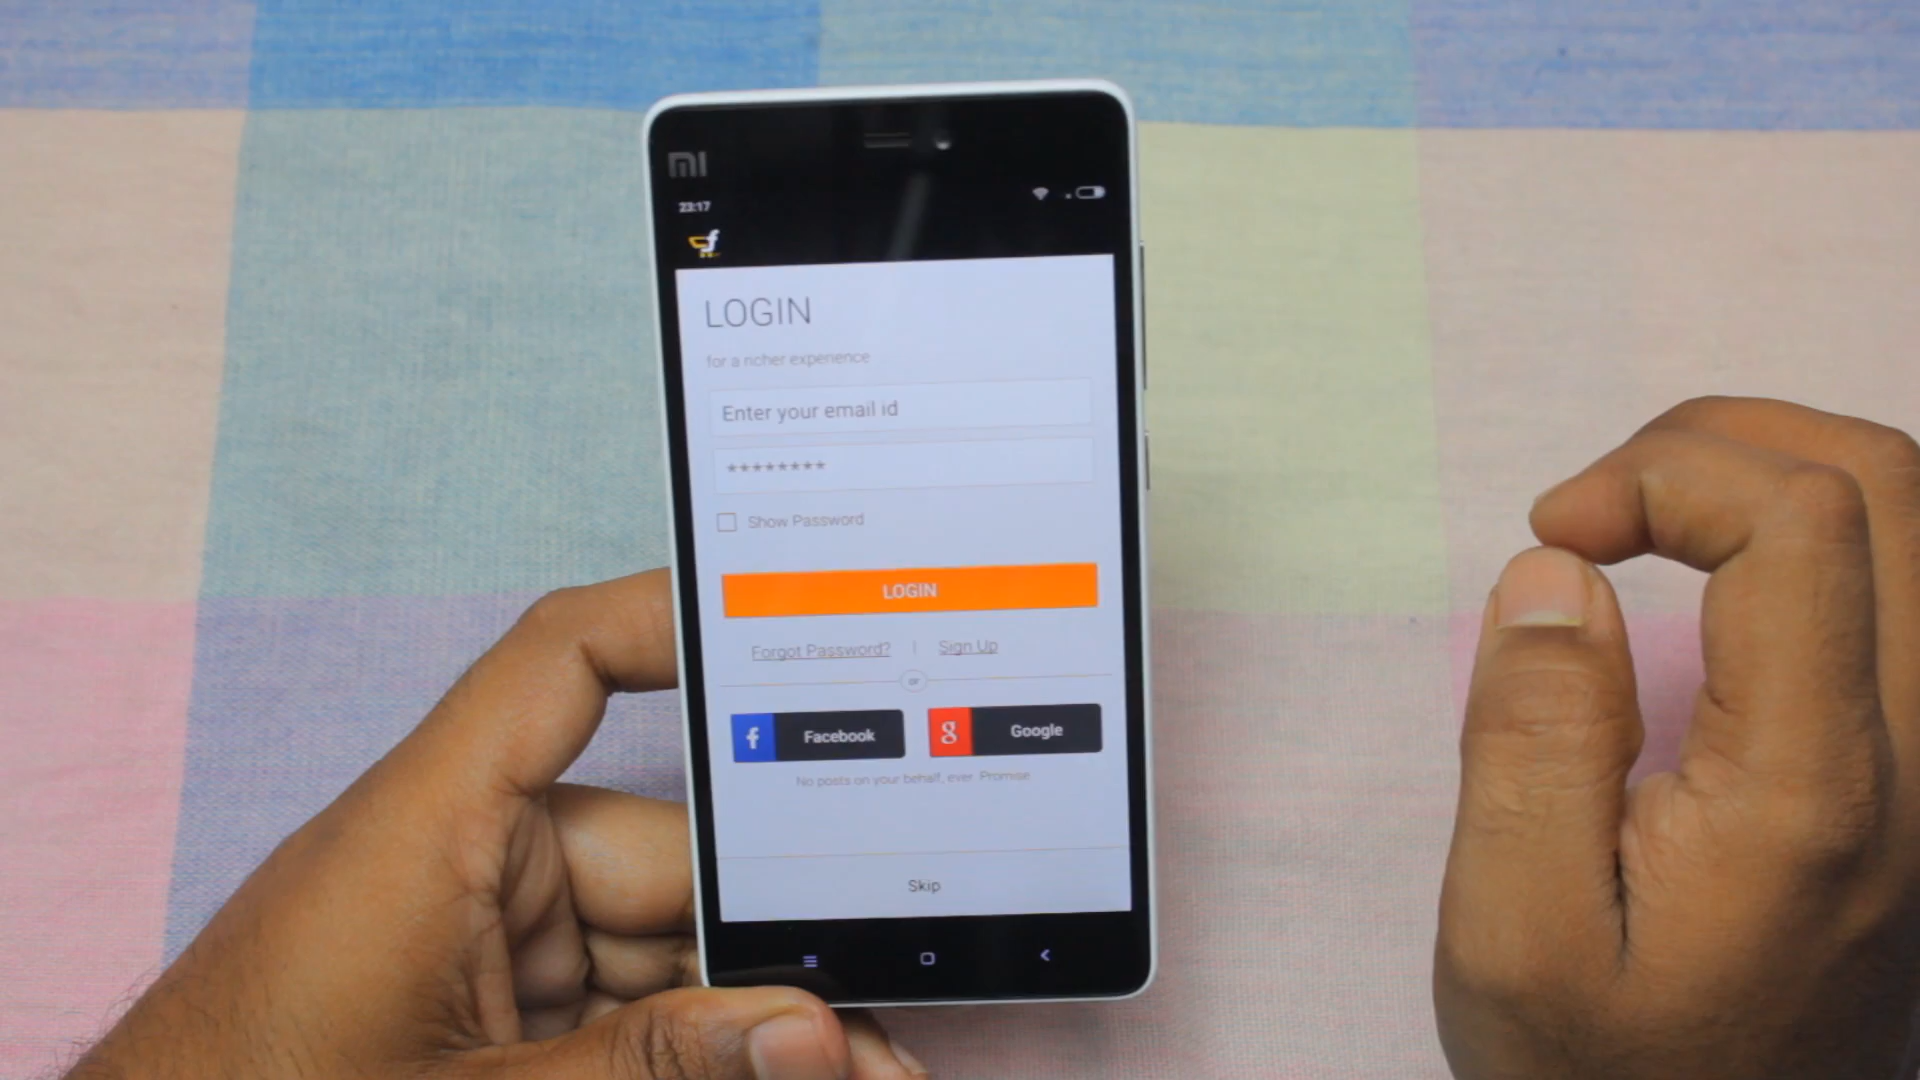 MI
23:17
f
LOGIN
for a richer experience
Enter your email id
********
Show Password
LOGIN
Forgot Password? | Sign Up
or
f Facebook
g Google
No posts on your behalf, ever. Promise
Skip